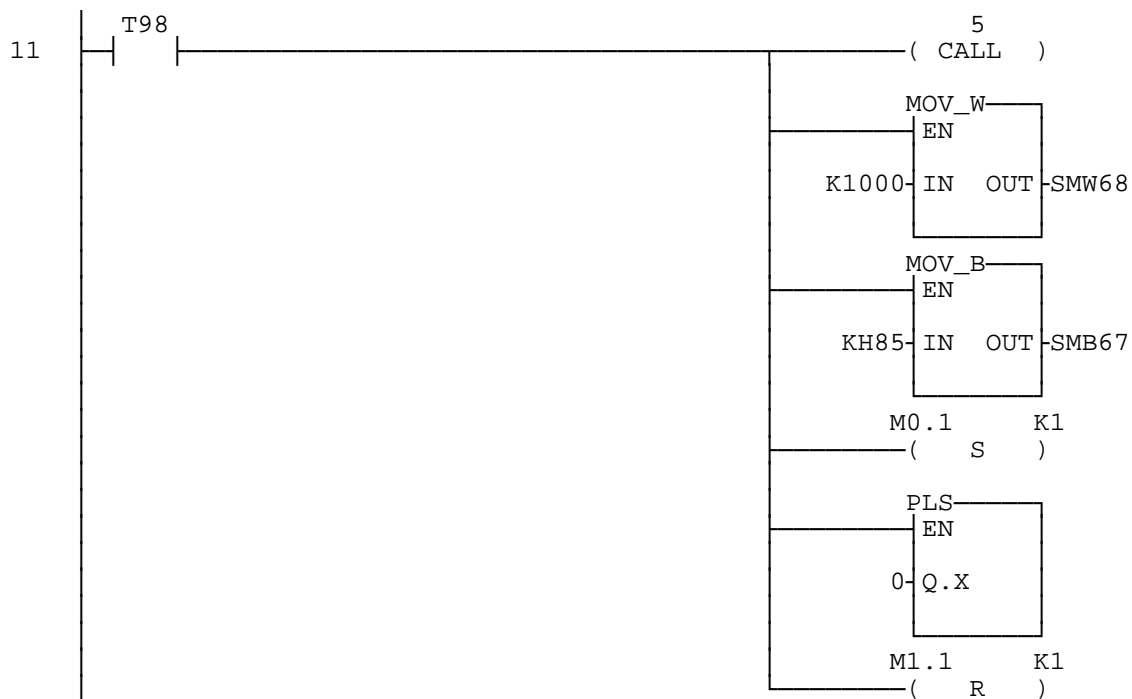 T98 5
11 ( CALL )
MOV_W
EN
K1000 IN OUT SMW68
MOV_B
EN
KH85 IN OUT SMB67
M0.1 K1
( S )
PLS
EN
0 Q.X
M1.1 K1
( R )